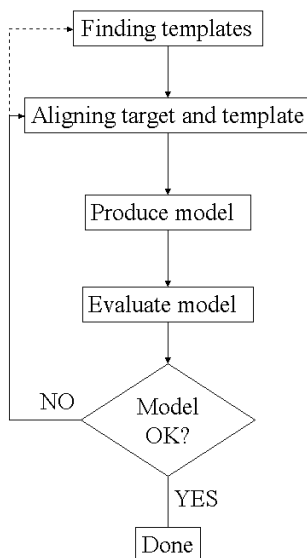 Finding templates
Aligning target and template
Produce model
Evaluate model
NO
Model
OK?
YES
Done